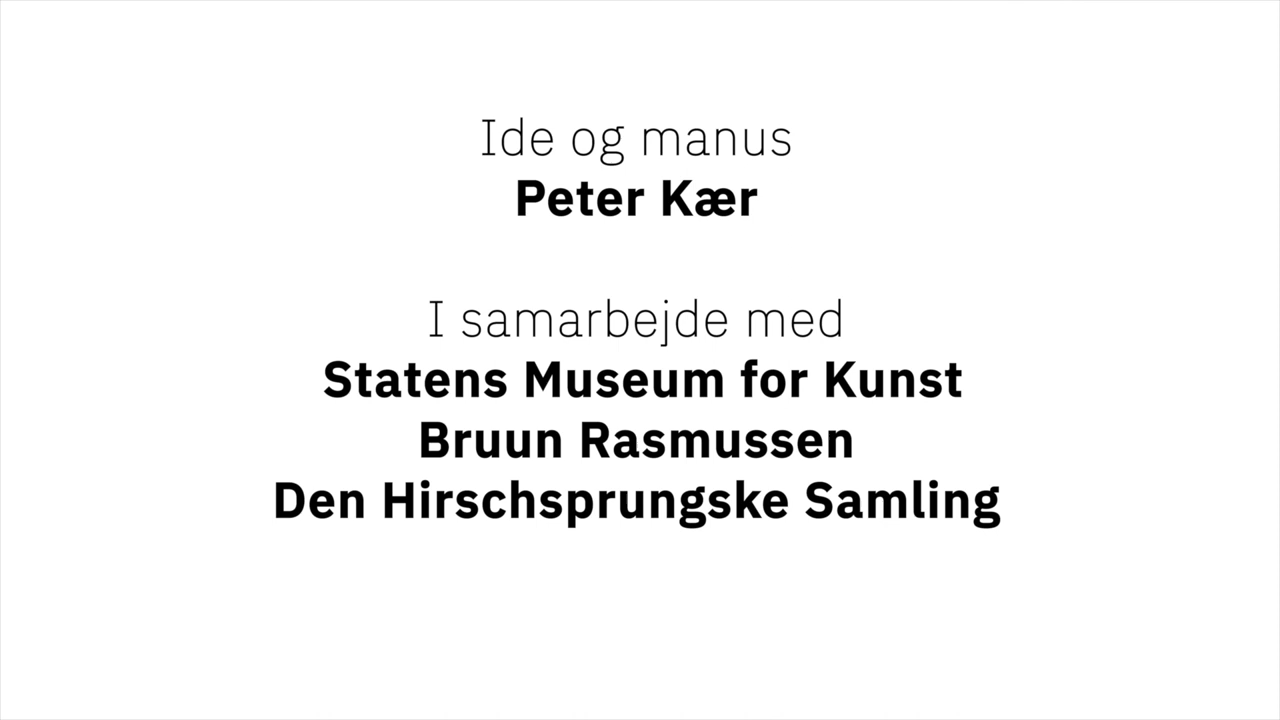 Ide og manus
Peter Kær
I samarbejde med
Statens Museum for Kunst
Bruun Rasmussen
Den Hirschsprungske Samling